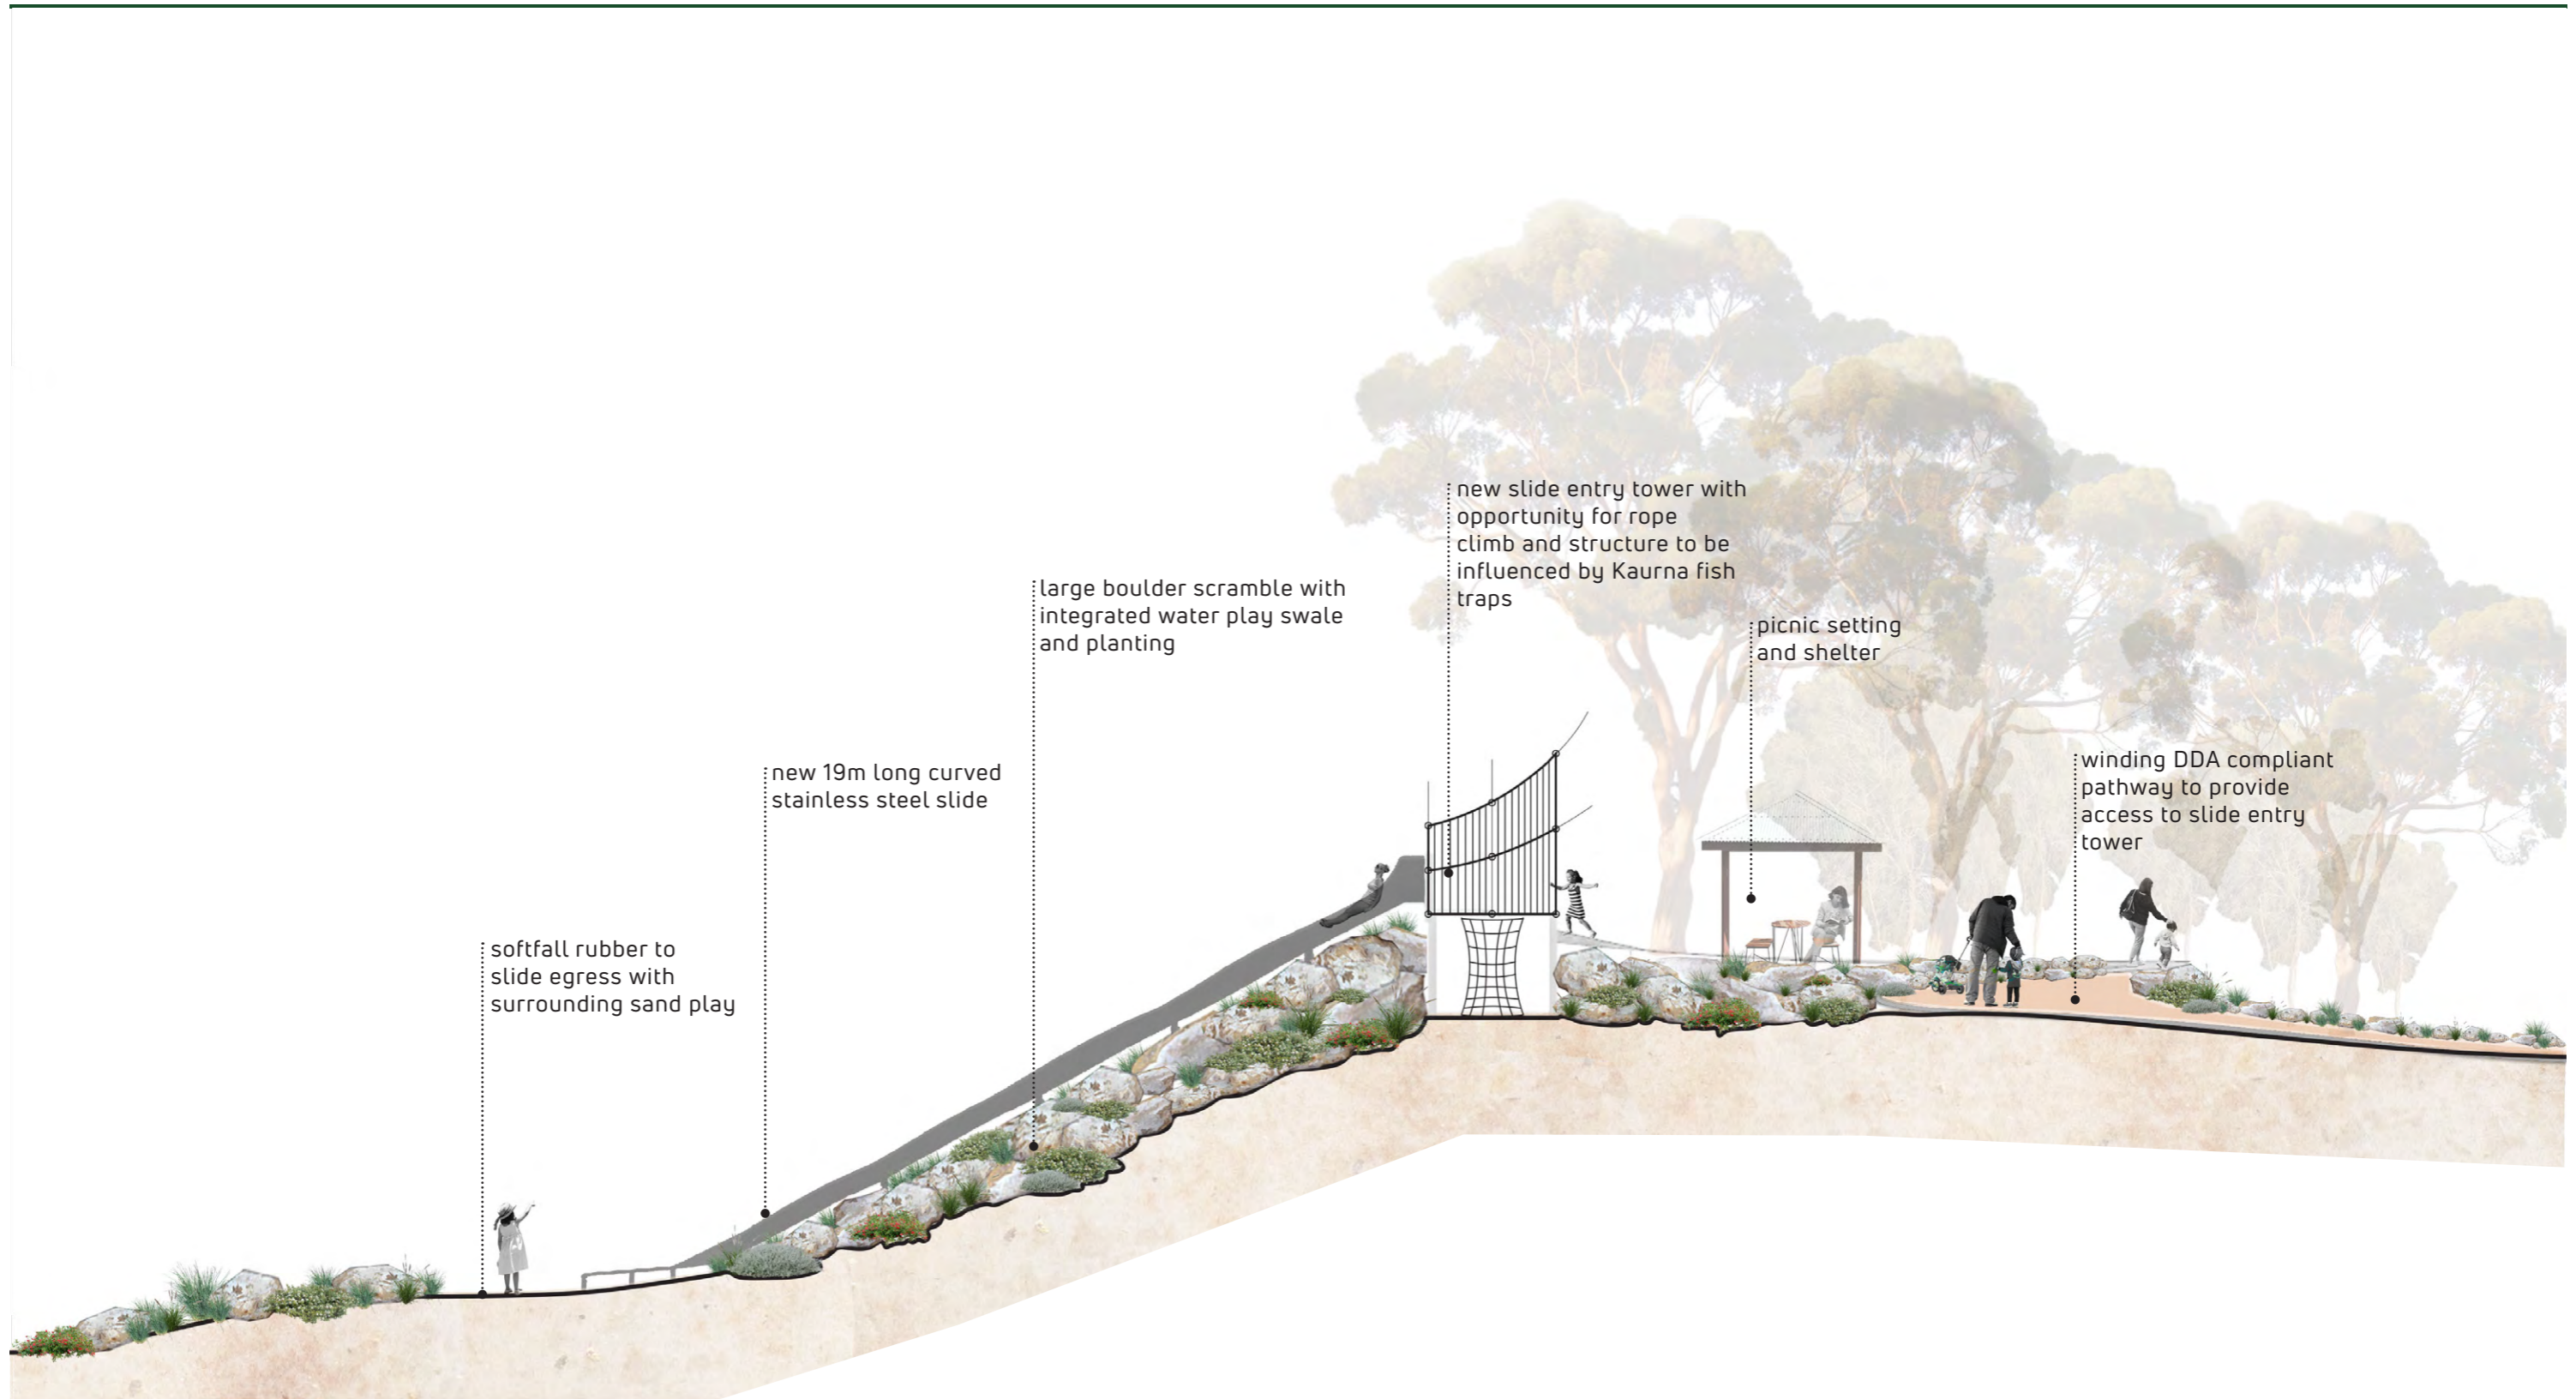 new slide entry tower with
opportunity for rope
climb and structure to be
influenced by Kaurna fish
traps
large boulder scramble with
integrated water play swale
and planting
picnic setting
and shelter
new 19m long curved
stainless steel slide
winding DDA compliant
pathway to provide
access to slide entry
tower
softfall rubber to
slide egress with
surrounding sand play